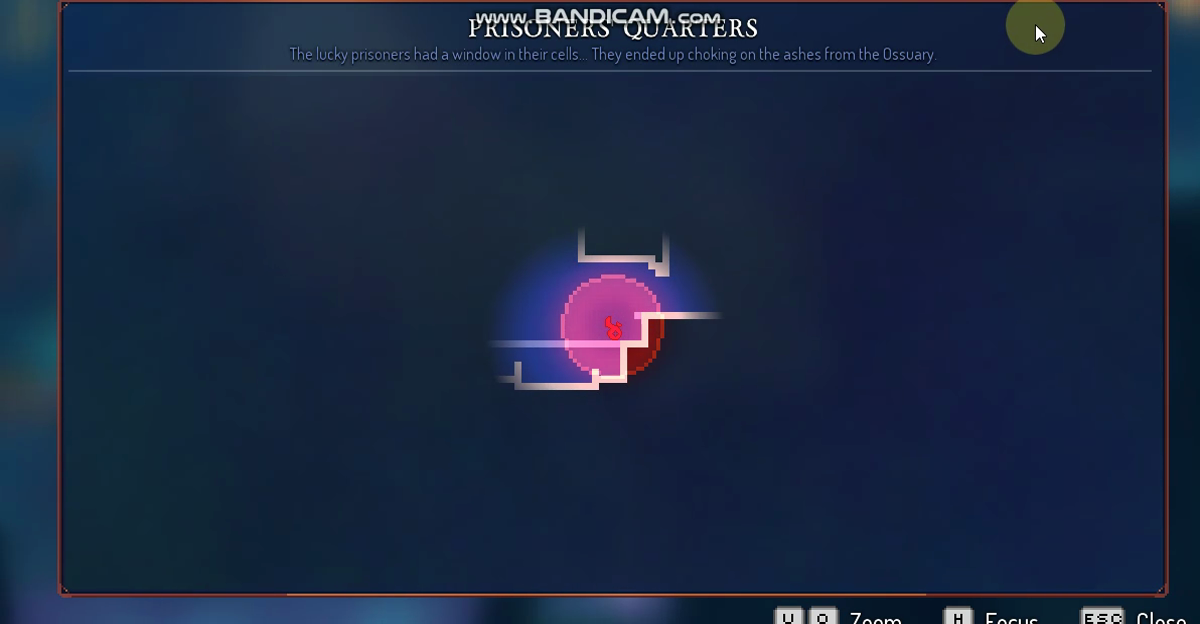 www.BANDICAM.com
PRISONERS' QUARTERS
The lucky prisoners had a window in their cells... They ended up choking on the ashes from the Ossuary.
Zoom Focus ESC Close